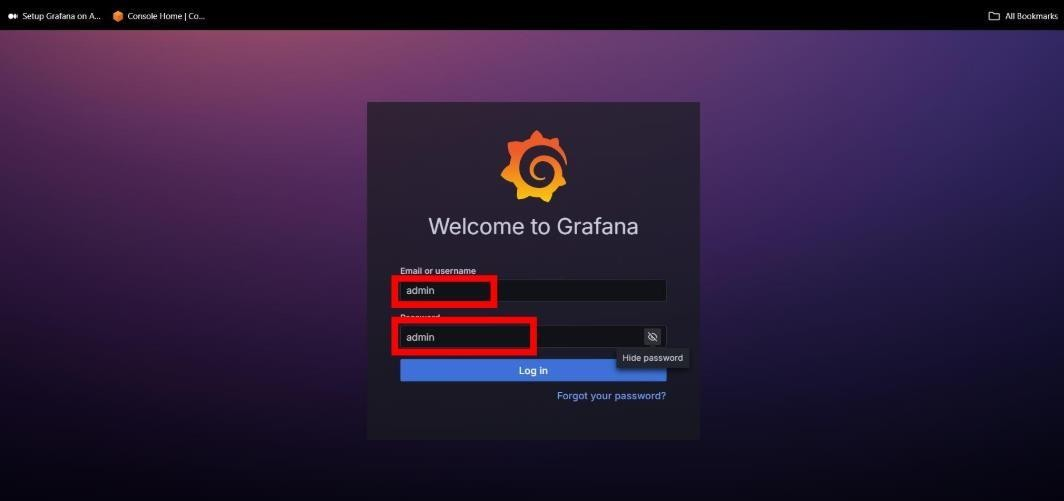 Setup Grafana on A...
Console Home | Co...
All Bookmarks
Welcome to Grafana
Email or username
admin
Password
admin
Hide password
Log in
Forgot your password?